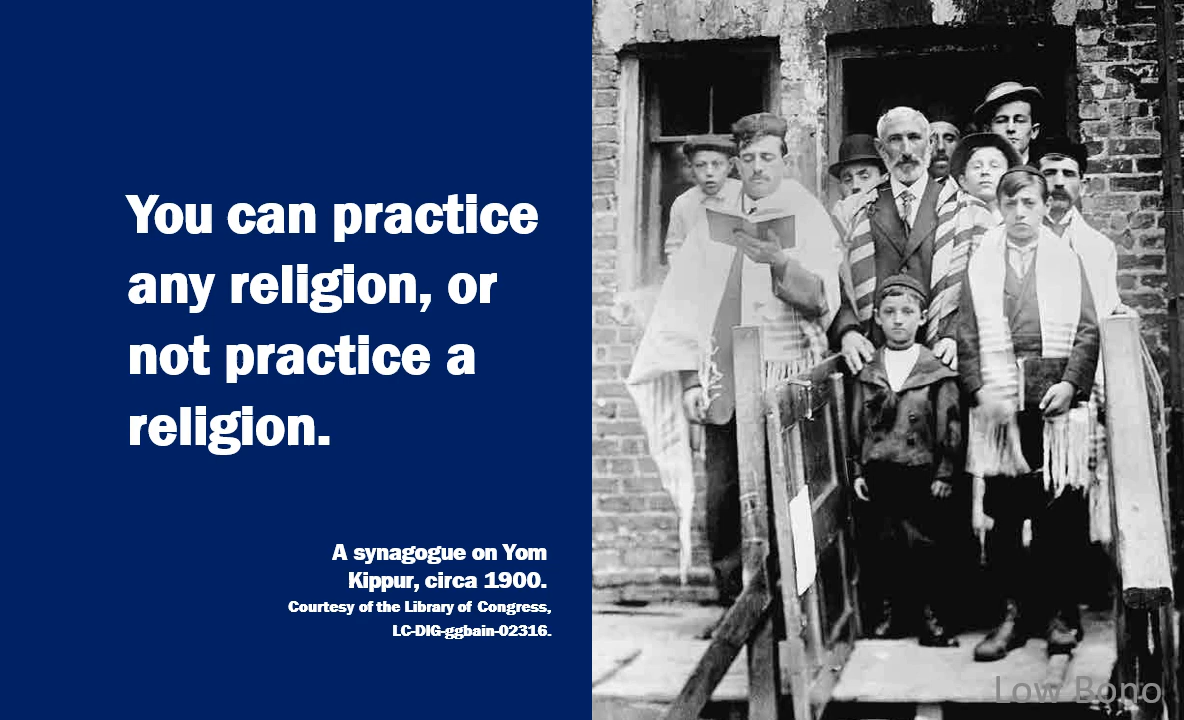 You can practice
any religion, or
not practice a
religion.
A synagogue on Yom
Kippur, circa 1900.
Courtesy of the Library of Congress,
LC-DIG-ggbain-02316.
Low Bono